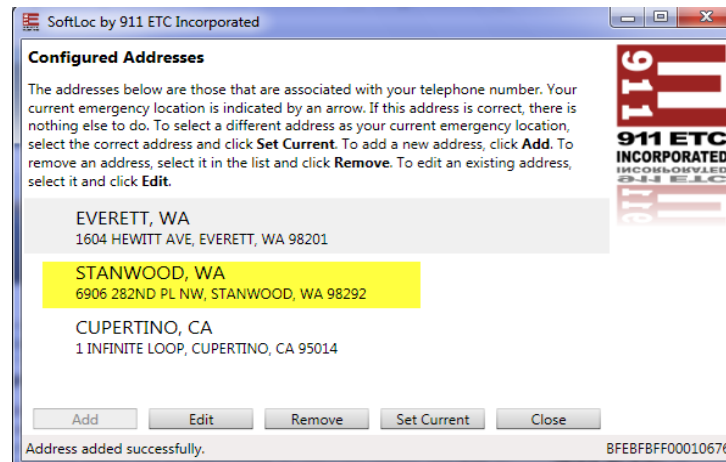 SoftLoc by 911 ETC Incorporated
Configured Addresses
The addresses below are those that are associated with your telephone number. Your
current emergency location is indicated by an arrow. If this address is correct, there is
nothing else to do. To select a different address as your current emergency location,
select the correct address and click Set Current. To add a new address, click Add. To
remove an address, select it in the list and click Remove. To edit an existing address,
select it and click Edit.
911
911 ETC
INCORPORATED
EVERETT, WA
1604 HEWITT AVE, EVERETT, WA 98201
STANWOOD, WA
6906 282ND PL NW, STANWOOD, WA 98292
CUPERTINO, CA
1 INFINITE LOOP, CUPERTINO, CA 95014
Add Edit Remove Set Current Close
Address added successfully. BFEBFBFF00010676